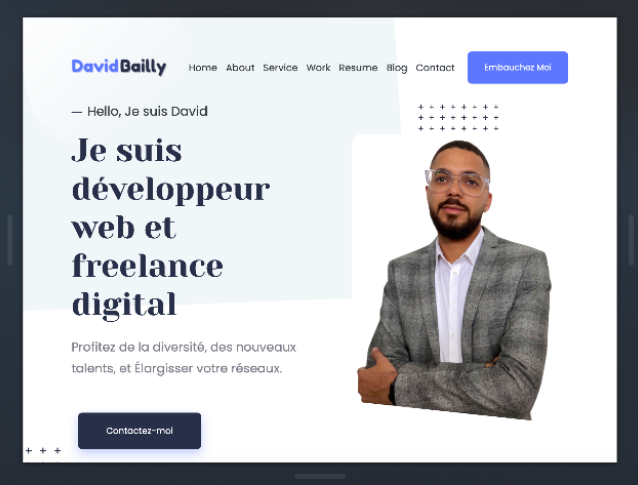 DavidBailly Home About Service Work Resume Blog Contact Embauchez Moi
— Hello, Je suis David
Je suis
développeur
web et
freelance
digital
Profitez de la diversité, des nouveaux
talents, et Élargisser votre réseaux.
Contactez-moi